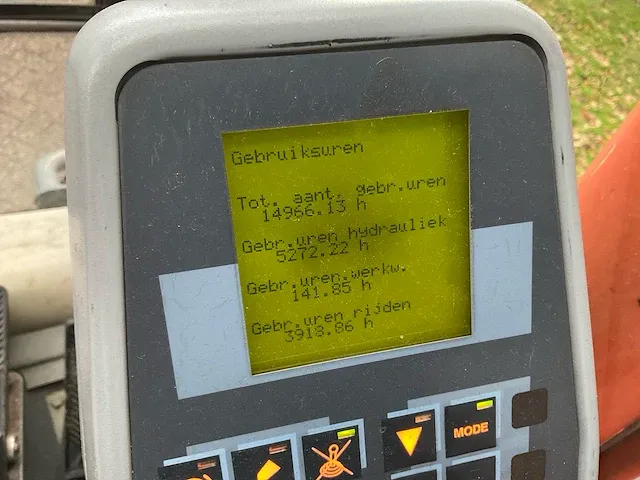 Gebruiksuren
Tot. aant. gebr.uren
14966.13 h
Gebr.uren hydrauliek
5272.22 h
Gebr.uren.werkw.
141.85 h
Gebr.uren rijden
3918.86 h
MODE